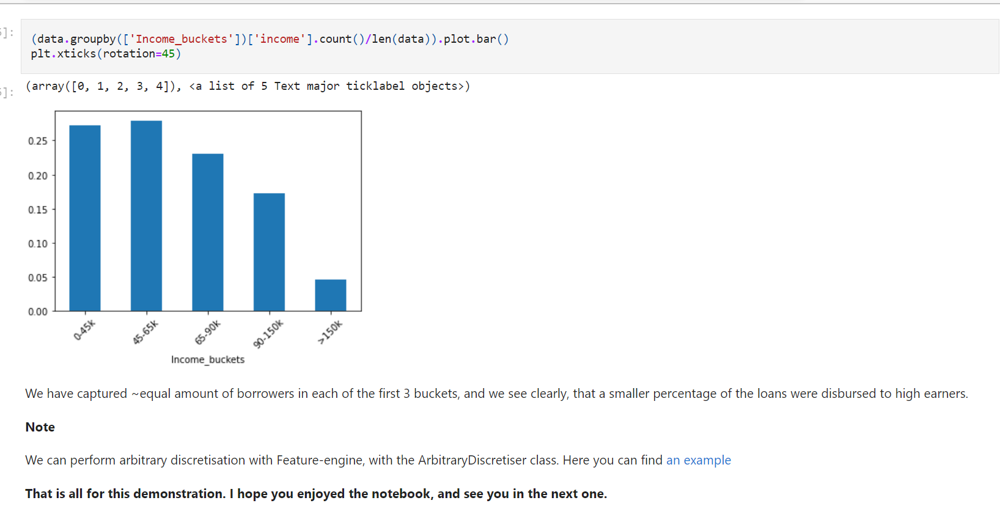 5]:
(data.groupby(['Income_buckets'])['income'].count()/len(data)).plot.bar()
plt.xticks(rotation=45)
5]:
(array([0, 1, 2, 3, 4]), <a list of 5 Text major ticklabel objects>)
0.25
0.20
0.15
0.10
0.05
0.00
0-45k
45-65k
65-90k
90-150k
>150k
Income_buckets
We have captured ~equal amount of borrowers in each of the first 3 buckets, and we see clearly, that a smaller percentage of the loans were disbursed to high earners.
Note
We can perform arbitrary discretisation with Feature-engine, with the ArbitraryDiscretiser class. Here you can find an example
That is all for this demonstration. I hope you enjoyed the notebook, and see you in the next one.